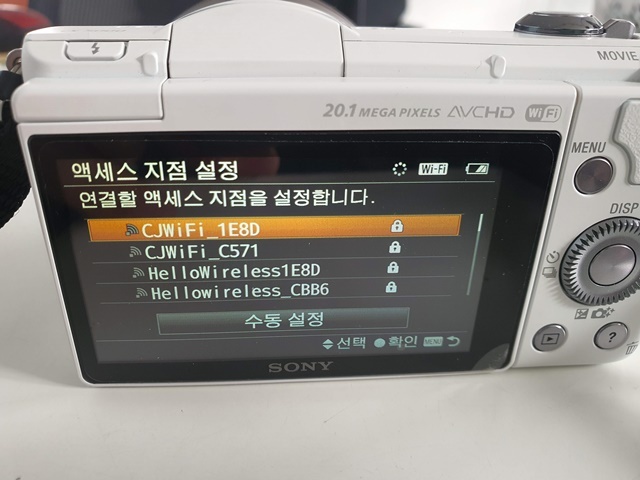 MOVIE
20.1 MEGA PIXELS AVCHD Wi Fi
MENU
액세스 지점 설정 Wi-Fi
연결할 액세스 지점을 설정합니다.
DISP
CJWiFi_1E8D
CJWiFi_C571
HelloWireless1E8D
Hellowireless_CBB6
수동 설정
선택 확인 MENU
?
SONY